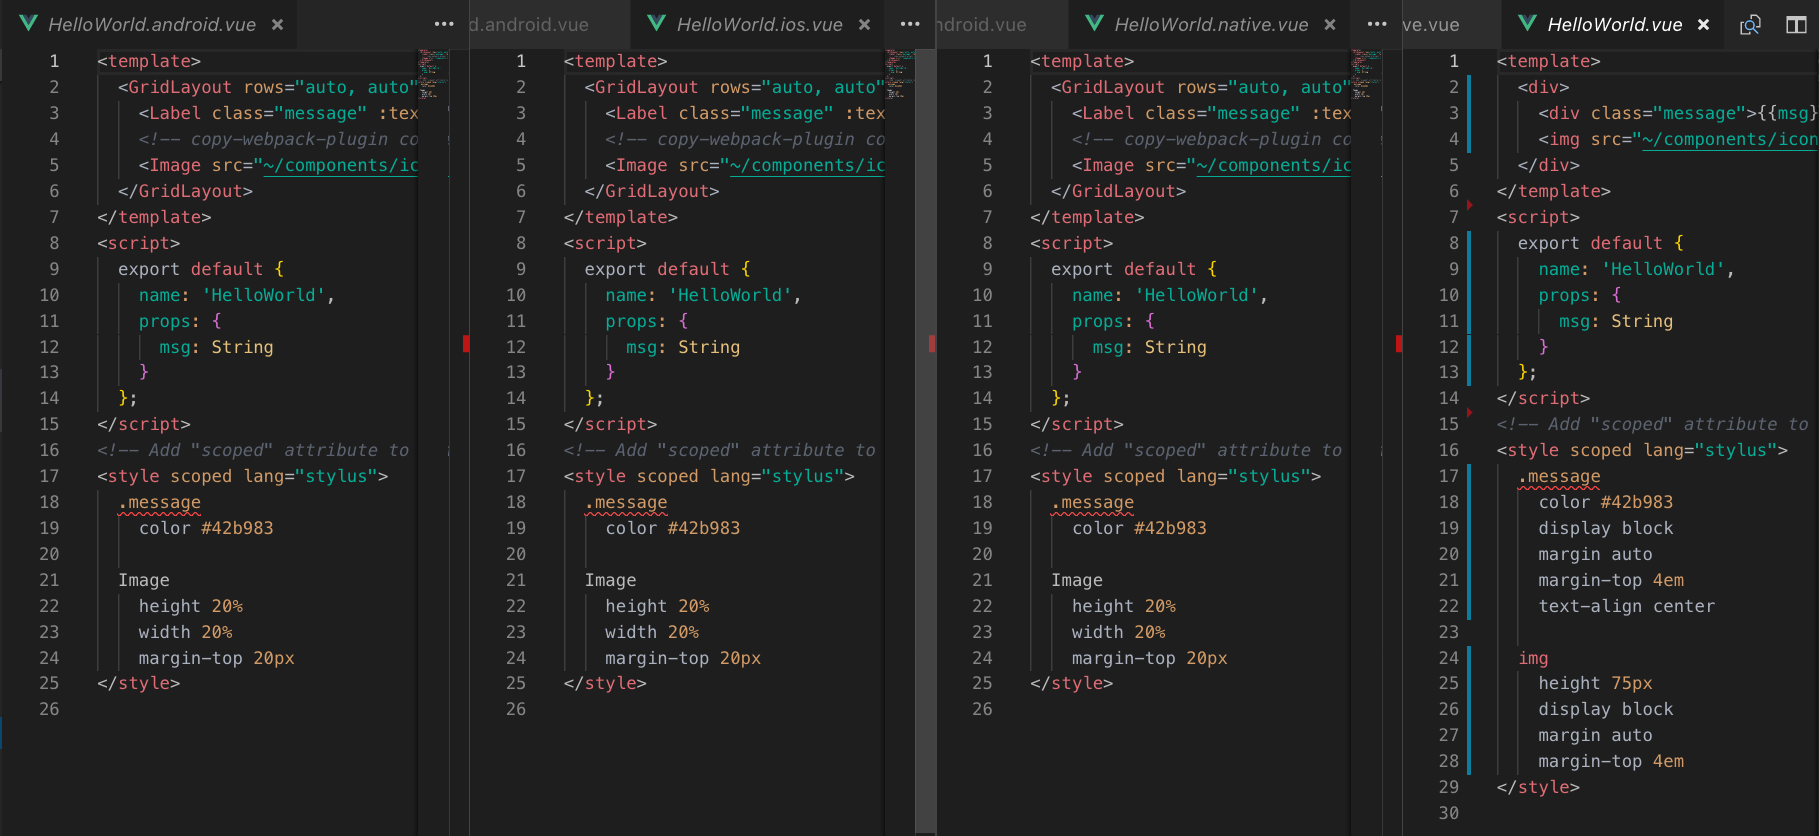 HelloWorld.android.vue × ···
1 <template>
2 <GridLayout rows="auto, auto"
3 <Label class="message" :tex
4 <!-- copy-webpack-plugin co
5 <Image src="~/components/ic
6 </GridLayout>
7 </template>
8 <script>
9 export default {
10 name: 'HelloWorld',
11 props: {
12 msg: String
13 }
14 };
15 </script>
16 <!-- Add "scoped" attribute to
17 <style scoped lang="stylus">
18 .message
19 color #42b983
20
21 Image
22 height 20%
23 width 20%
24 margin-top 20px
25 </style>
26
d.android.vue HelloWorld.ios.vue × ···
1 <template>
2 <GridLayout rows="auto, auto"
3 <Label class="message" :tex
4 <!-- copy-webpack-plugin co
5 <Image src="~/components/ic
6 </GridLayout>
7 </template>
8 <script>
9 export default {
10 name: 'HelloWorld',
11 props: {
12 msg: String
13 }
14 };
15 </script>
16 <!-- Add "scoped" attribute to
17 <style scoped lang="stylus">
18 .message
19 color #42b983
20
21 Image
22 height 20%
23 width 20%
24 margin-top 20px
25 </style>
26
ndroid.vue HelloWorld.native.vue × ···
1 <template>
2 <GridLayout rows="auto, auto"
3 <Label class="message" :tex
4 <!-- copy-webpack-plugin co
5 <Image src="~/components/ic
6 </GridLayout>
7 </template>
8 <script>
9 export default {
10 name: 'HelloWorld',
11 props: {
12 msg: String
13 }
14 };
15 </script>
16 <!-- Add "scoped" attribute to
17 <style scoped lang="stylus">
18 .message
19 color #42b983
20
21 Image
22 height 20%
23 width 20%
24 margin-top 20px
25 </style>
26
ve.vue HelloWorld.vue ×
1 <template>
2 <div>
3 <div class="message">{{msg}
4 <img src="~/components/icon
5 </div>
6 </template>
7 <script>
8 export default {
9 name: 'HelloWorld',
10 props: {
11 msg: String
12 }
13 };
14 </script>
15 <!-- Add "scoped" attribute to
16 <style scoped lang="stylus">
17 .message
18 color #42b983
19 display block
20 margin auto
21 margin-top 4em
22 text-align center
23
24 img
25 height 75px
26 display block
27 margin auto
28 margin-top 4em
29 </style>
30